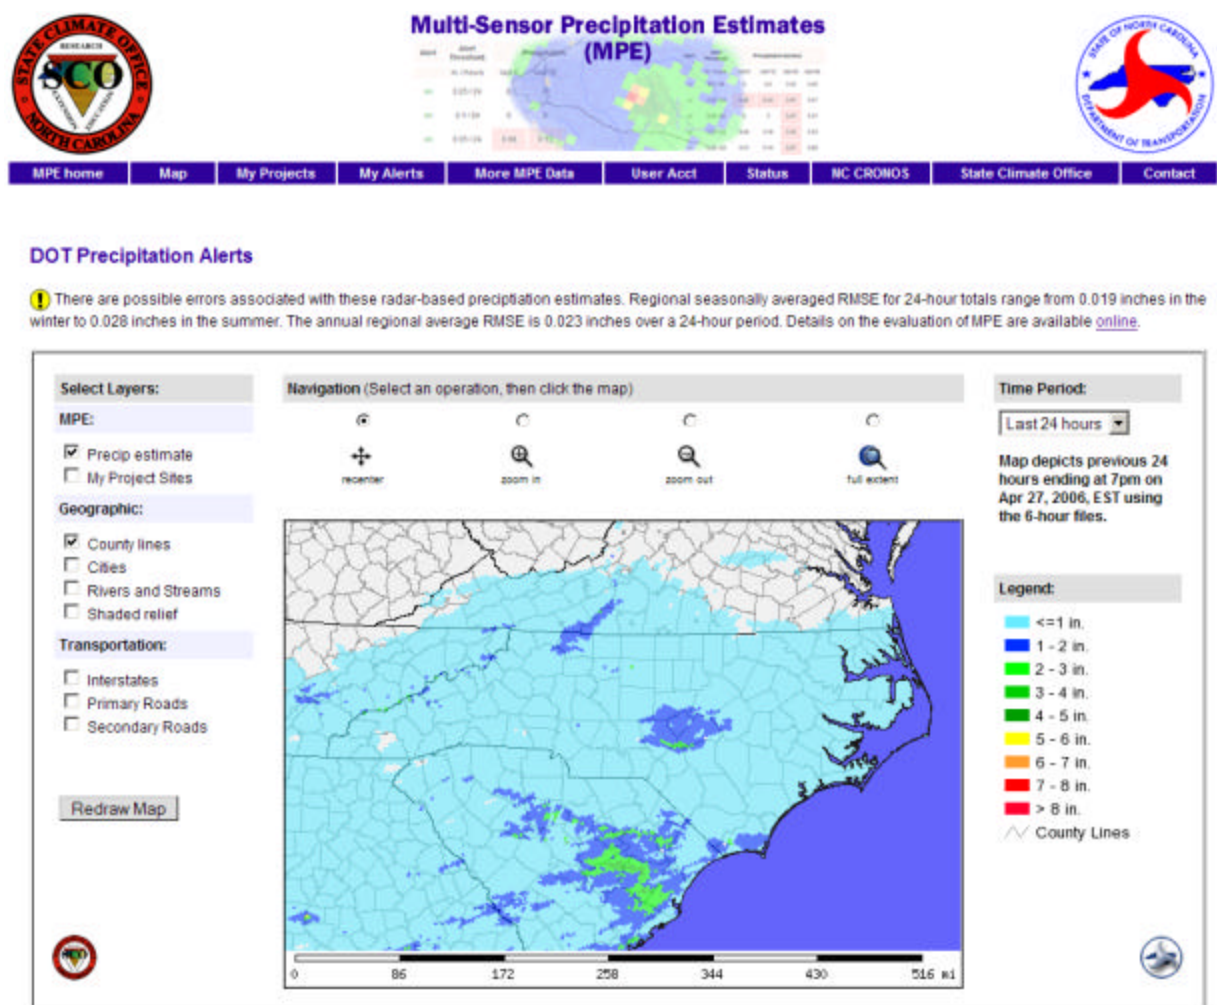 STATE CLIMATE OFFICE
RESEARCH
SCO
EXTENSION
EDUCATION
NORTH CAROLINA
Multi-Sensor Precipitation Estimates
(MPE)
STATE OF NORTH CAROLINA
DEPARTMENT OF TRANSPORTATION
MPE home Map My Projects My Alerts More MPE Data User Acct Status NC CRONOS State Climate Office Contact
DOT Precipitation Alerts
There are possible errors associated with these radar-based preciptiation estimates. Regional seasonally averaged RMSE for 24-hour totals range from 0.019 inches in the
winter to 0.028 inches in the summer. The annual regional average RMSE is 0.023 inches over a 24-hour period. Details on the evaluation of MPE are available online.
Select Layers:
MPE:
Precip estimate
My Project Sites
Geographic:
County lines
Cities
Rivers and Streams
Shaded relief
Transportation:
Interstates
Primary Roads
Secondary Roads
Redraw Map
Navigation (Select an operation, then click the map)
recenter zoom in zoom out full extent
0 86 172 258 344 430 516 mi
Time Period:
Last 24 hours
Map depicts previous 24
hours ending at 7pm on
Apr 27, 2006, EST using
the 6-hour files.
Legend:
<=1 in.
1 - 2 in.
2 - 3 in.
3 - 4 in.
4 - 5 in.
5 - 6 in.
6 - 7 in.
7 - 8 in.
> 8 in.
County Lines
SCO